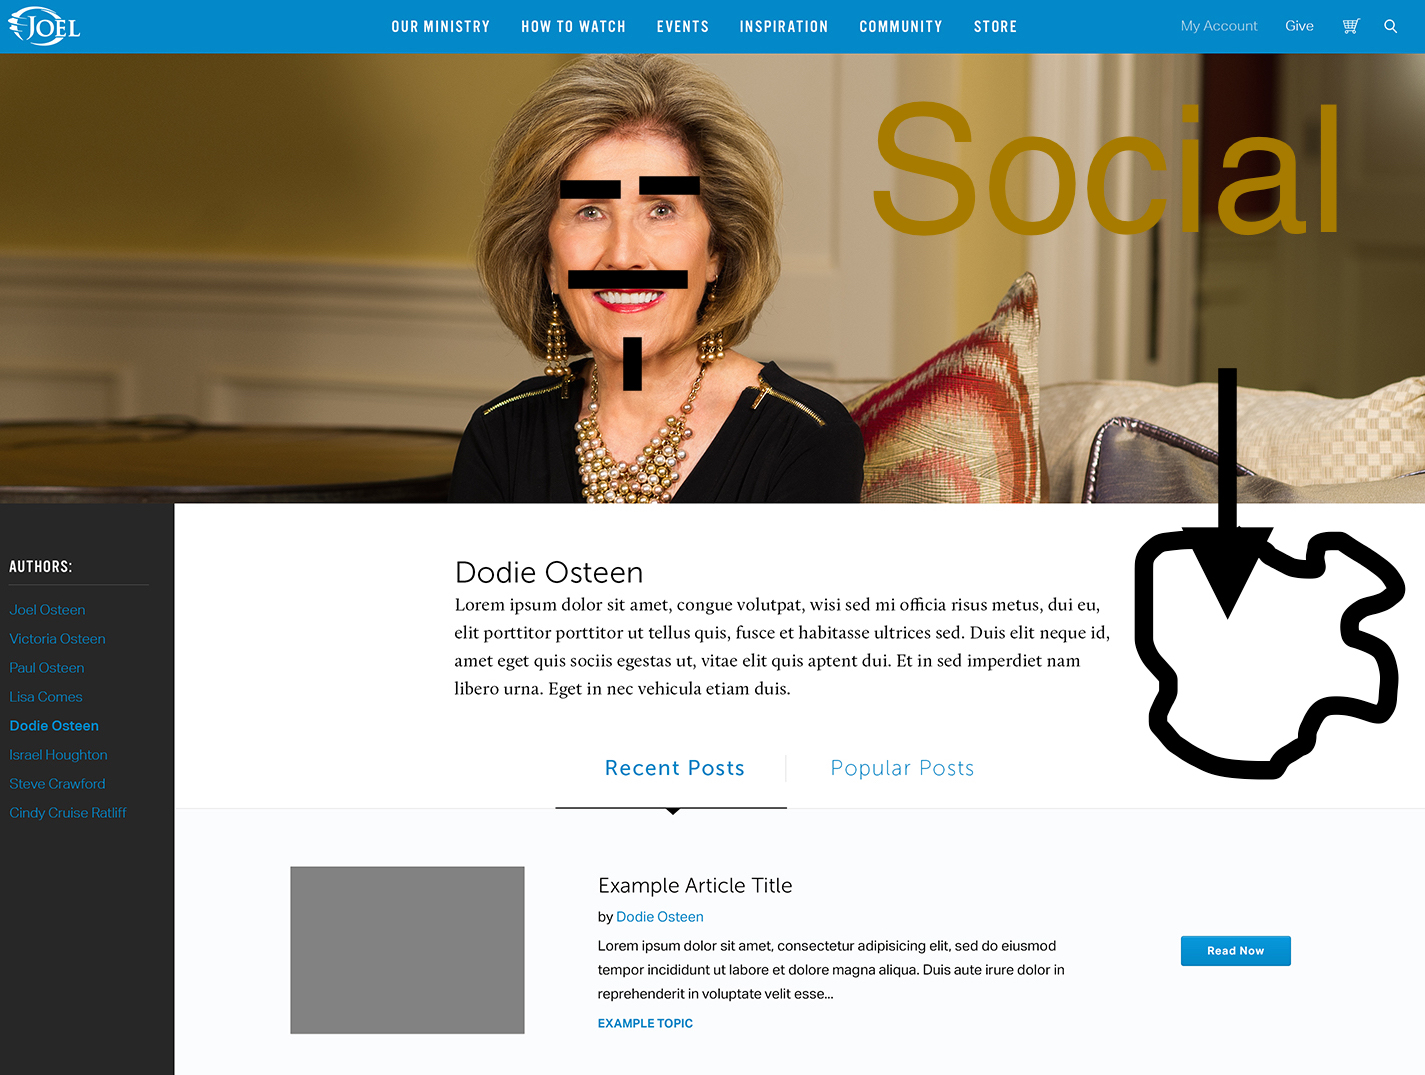 JOEL
OUR MINISTRY
HOW TO WATCH
EVENTS
INSPIRATION
COMMUNITY
STORE
My Account
Give
Social
AUTHORS:
Joel Osteen
Victoria Osteen
Paul Osteen
Lisa Comes
Dodie Osteen
Israel Houghton
Steve Crawford
Cindy Cruise Ratliff
Dodie Osteen
Lorem ipsum dolor sit amet, congue volutpat, wisi sed mi officia risus metus, dui eu,
elit porttitor porttitor ut tellus quis, fusce et habitasse ultrices sed. Duis elit neque id,
amet eget quis sociis egestas ut, vitae elit quis aptent dui. Et in sed imperdiet nam
libero urna. Eget in nec vehicula etiam duis.
Recent Posts
Popular Posts
Example Article Title
by Dodie Osteen
Lorem ipsum dolor sit amet, consectetur adipisicing elit, sed do eiusmod
tempor incididunt ut labore et dolore magna aliqua. Duis aute irure dolor in
reprehenderit in voluptate velit esse...
EXAMPLE TOPIC
Read Now